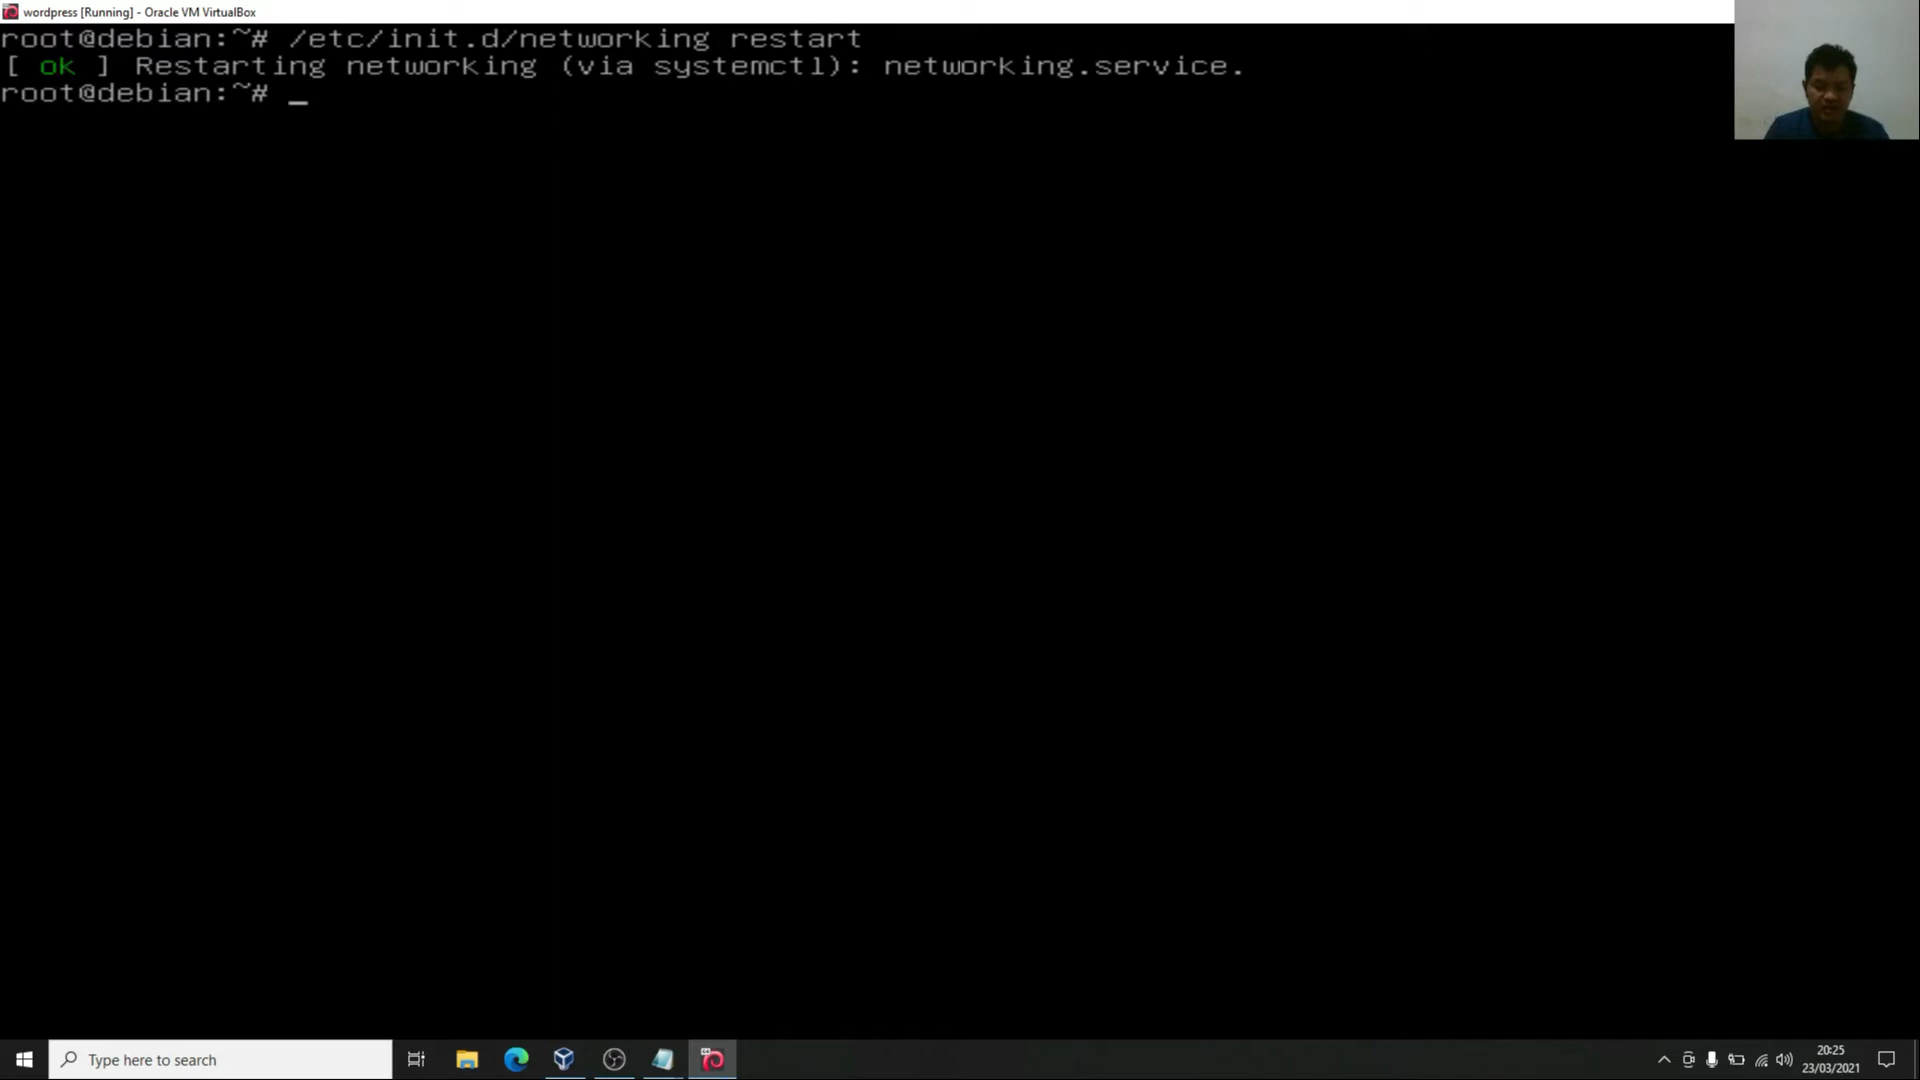 wordpress [Running] - Oracle VM VirtualBox
root@debian:~# /etc/init.d/networking restart
[ ok ] Restarting networking (via systemctl): networking.service.
root@debian:~# _
Type here to search
20:25
23/03/2021